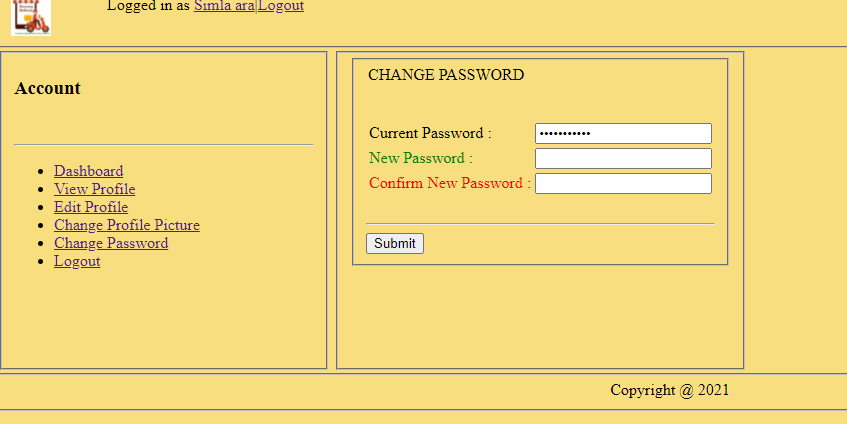 Logged in as Simla ara|Logout
Account
Dashboard
View Profile
Edit Profile
Change Profile Picture
Change Password
Logout
CHANGE PASSWORD
Current Password : •••••••••••
New Password :
Confirm New Password :
Submit
Copyright @ 2021